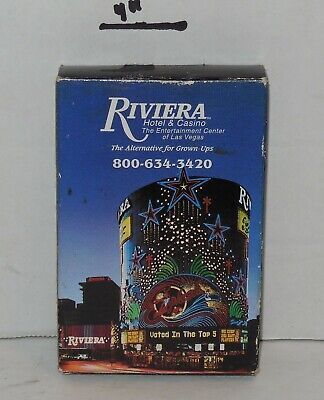 RIVIERA
Hotel & Casino
The Entertainment Center
of Las Vegas
The Alternative for Grown-Ups
800-634-3420
RIVIERA
Voted In The Top 5